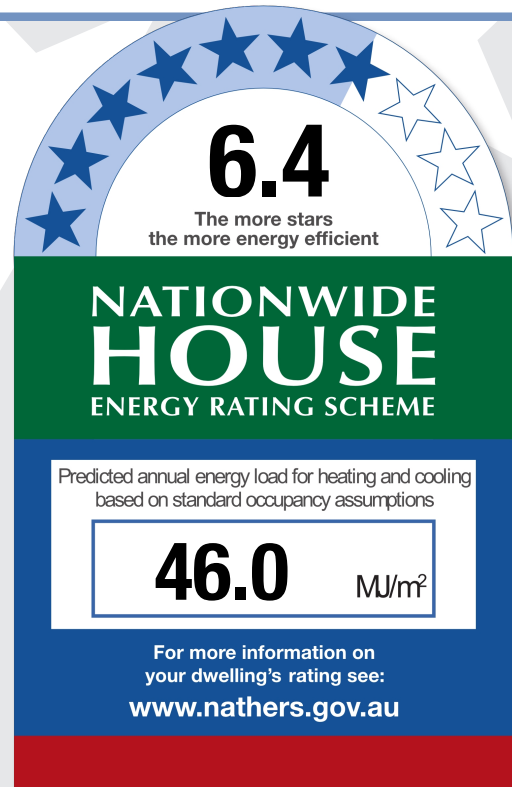 6.4
The more stars
the more energy efficient
NATIONWIDE
HOUSE
ENERGY RATING SCHEME
Predicted annual energy load for heating and cooling
based on standard occupancy assumptions
46.0 MJ/m²
For more information on
your dwelling's rating see:
www.nathers.gov.au